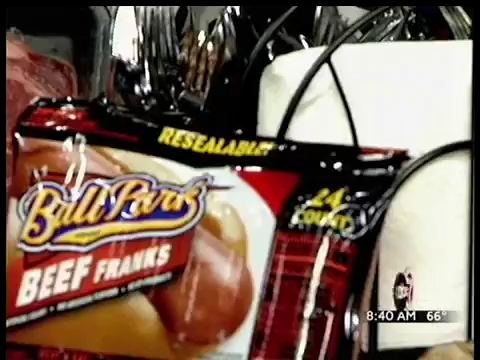 RESEALABLE!
24
COUNT
Ball Park
BEEF FRANKS
8:40 AM 66°